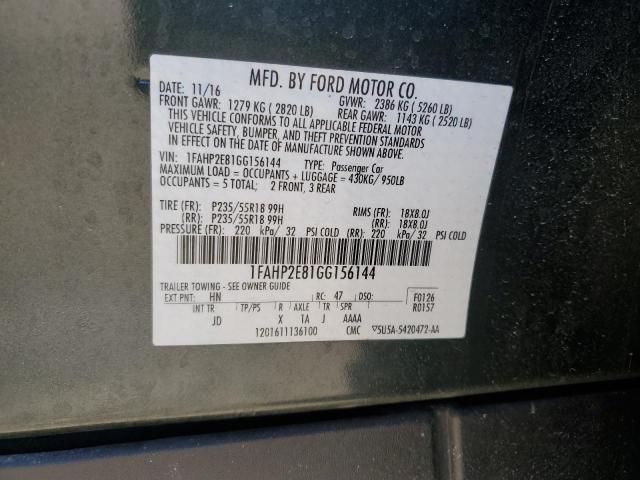 MFD. BY FORD MOTOR CO.
DATE: 11/16 GVWR: 2386 KG ( 5260 LB)
FRONT GAWR: 1279 KG ( 2820 LB) REAR GAWR: 1143 KG ( 2520 LB)
THIS VEHICLE CONFORMS TO ALL APPLICABLE FEDERAL MOTOR
VEHICLE SAFETY, BUMPER, AND THEFT PREVENTION STANDARDS
IN EFFECT ON THE DATE OF MANUFACTURE SHOWN ABOVE.
VIN: 1FAHP2E81GG156144 TYPE: Passenger Car
MAXIMUM LOAD = OCCUPANTS + LUGGAGE = 430KG/ 950LB
OCCUPANTS = 5 TOTAL; 2 FRONT, 3 REAR
TIRE (FR): P235/55R18 99H RIMS (FR): 18X8.0J
(RR): P235/55R18 99H (RR): 18X8.0J
PRESSURE (FR): 220 kPa/ 32 PSI COLD (RR): 220 kPa/ 32 PSI COLD
1FAHP2E81GG156144
TRAILER TOWING - SEE OWNER GUIDE
EXT PNT: HN RC: 47 DSO: F0126
INT TR TP/PS R AXLE TR SPR R0157
JD X 1A J AAAA
1201611136100 CMC SU5A-5420472-AA